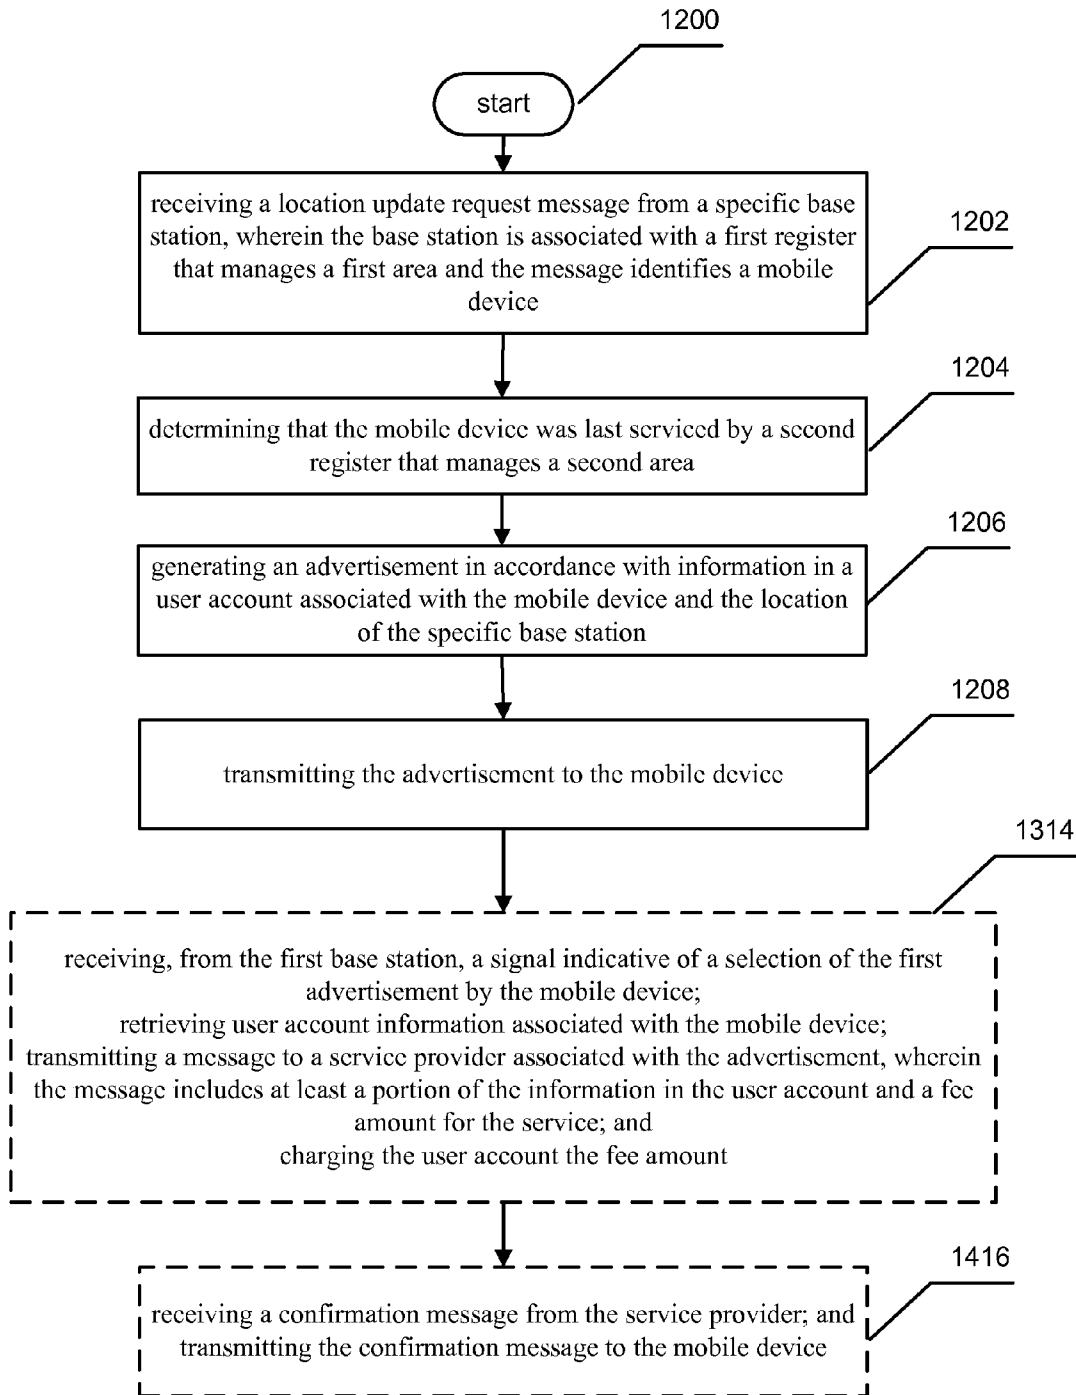 1200
start
receiving a location update request message from a specific base
station, wherein the base station is associated with a first register
that manages a first area and the message identifies a mobile
device
1202
1204
determining that the mobile device was last serviced by a second
register that manages a second area
1206
generating an advertisement in accordance with information in a
user account associated with the mobile device and the location
of the specific base station
1208
transmitting the advertisement to the mobile device
1314
receiving, from the first base station, a signal indicative of a selection of the first
advertisement by the mobile device;
retrieving user account information associated with the mobile device;
transmitting a message to a service provider associated with the advertisement, wherein
the message includes at least a portion of the information in the user account and a fee
amount for the service; and
charging the user account the fee amount
1416
receiving a confirmation message from the service provider; and
transmitting the confirmation message to the mobile device